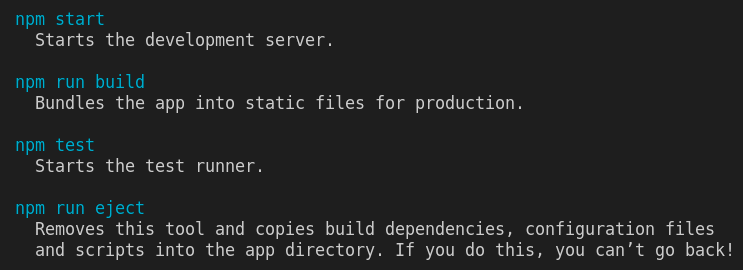 npm start
Starts the development server.
npm run build
Bundles the app into static files for production.
npm test
Starts the test runner.
npm run eject
Removes this tool and copies build dependencies, configuration files
and scripts into the app directory. If you do this, you can’t go back!